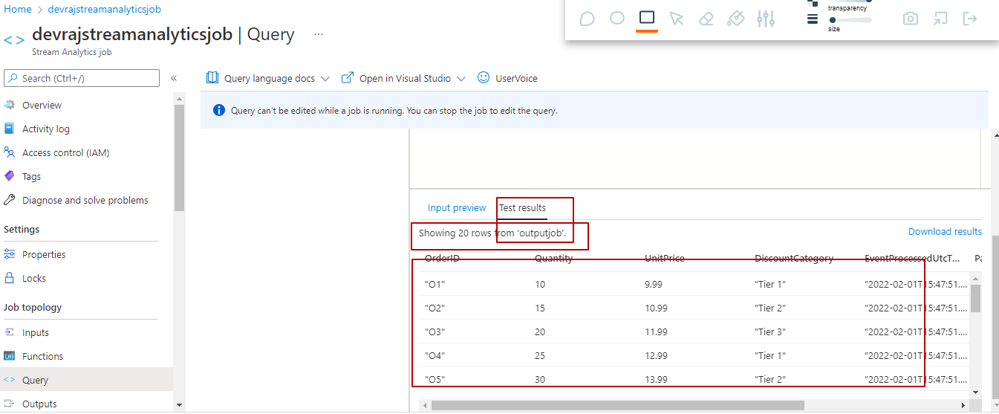 Home > devrajstreamanalyticsjob
transparency
size
<> devrajstreamanalyticsjob | Query ...
Stream Analytics job
Search (Ctrl+/) «
Query language docs Open in Visual Studio UserVoice
Query can't be edited while a job is running. You can stop the job to edit the query.
Overview
Activity log
Access control (IAM)
Tags
Diagnose and solve problems
Settings
Properties
Locks
Job topology
Inputs
Functions
<> Query
Outputs
Input preview Test results
Showing 20 rows from 'outputjob'.
Download results
OrderID Quantity UnitPrice DiscountCategory EventProcessedUtcT... Pa
"O1" 10 9.99 "Tier 1" "2022-02-01T15:47:51....
"O2" 15 10.99 "Tier 2" "2022-02-01T15:47:51....
"O3" 20 11.99 "Tier 3" "2022-02-01T15:47:51....
"O4" 25 12.99 "Tier 1" "2022-02-01T15:47:51....
"O5" 30 13.99 "Tier 2" "2022-02-01T15:47:51....